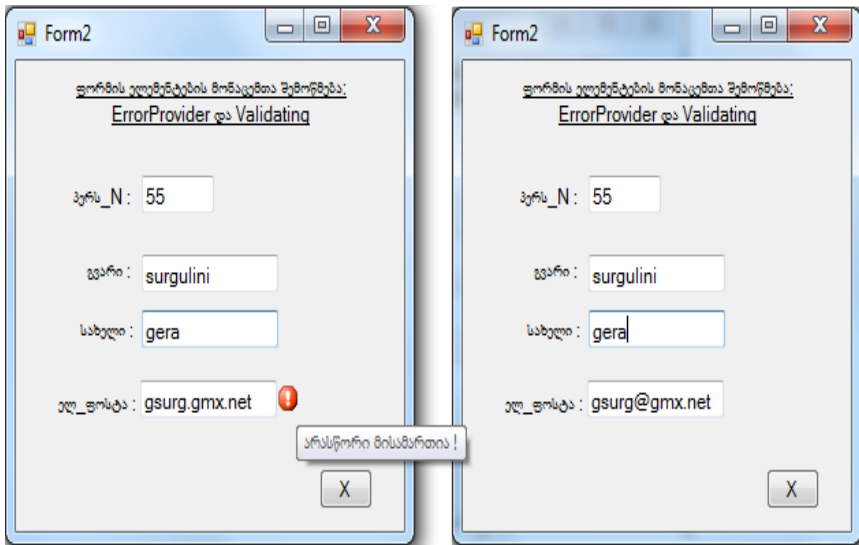 Form2
ფორმის ელემენტების მონაცემთა შემოწმება:
ErrorProvider და Validating
პერს_N : 55
გვარი : surgulini
სახელი : gera
ელ_ფოსტა : gsurg.gmx.net
არასწორი მისამართია !
X
Form2
ფორმის ელემენტების მონაცემთა შემოწმება:
ErrorProvider და Validating
პერს_N : 55
გვარი : surgulini
სახელი : gera
ელ_ფოსტა : gsurg@gmx.net
X